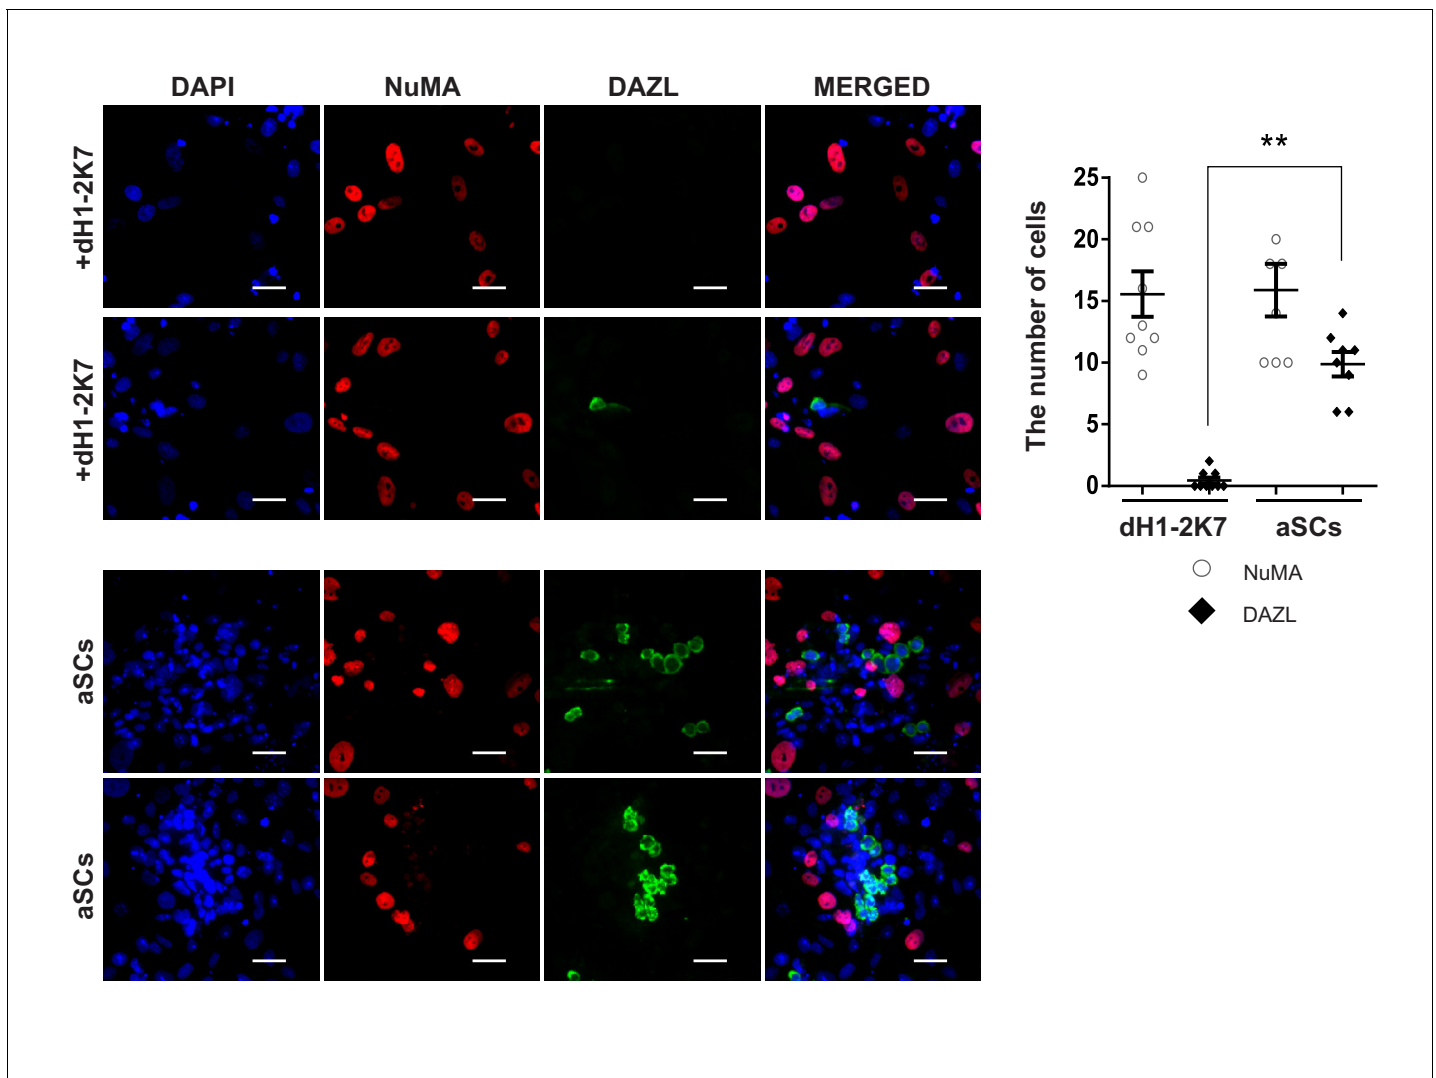 DAPI NuMA DAZL MERGED
+dH1-2K7
+dH1-2K7
aSCs
aSCs
**
The number of cells
25
20
15
10
5
0
dH1-2K7 aSCs
NuMA
DAZL